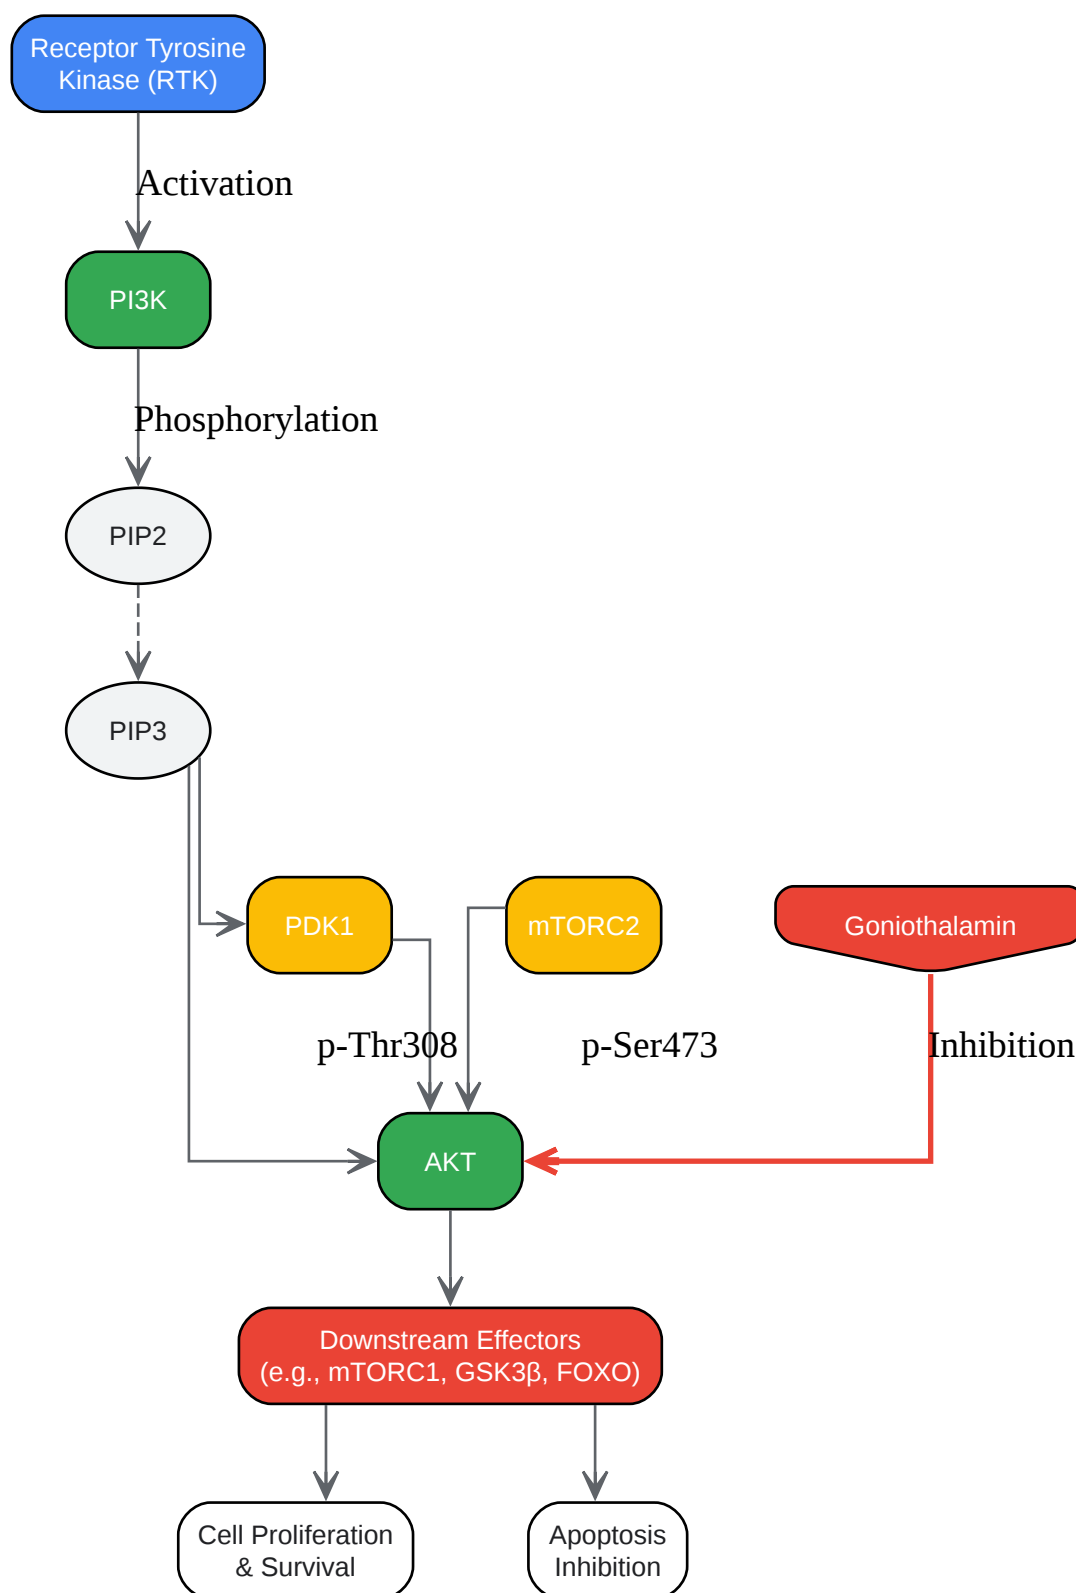 Receptor Tyrosine
Kinase (RTK)
Activation
PI3K
Phosphorylation
PIP2
PIP3
PDK1
mTORC2
Goniothalamin
p-Thr308
p-Ser473
Inhibition
AKT
Downstream Effectors
(e.g., mTORC1, GSK3β, FOXO)
Cell Proliferation
& Survival
Apoptosis
Inhibition